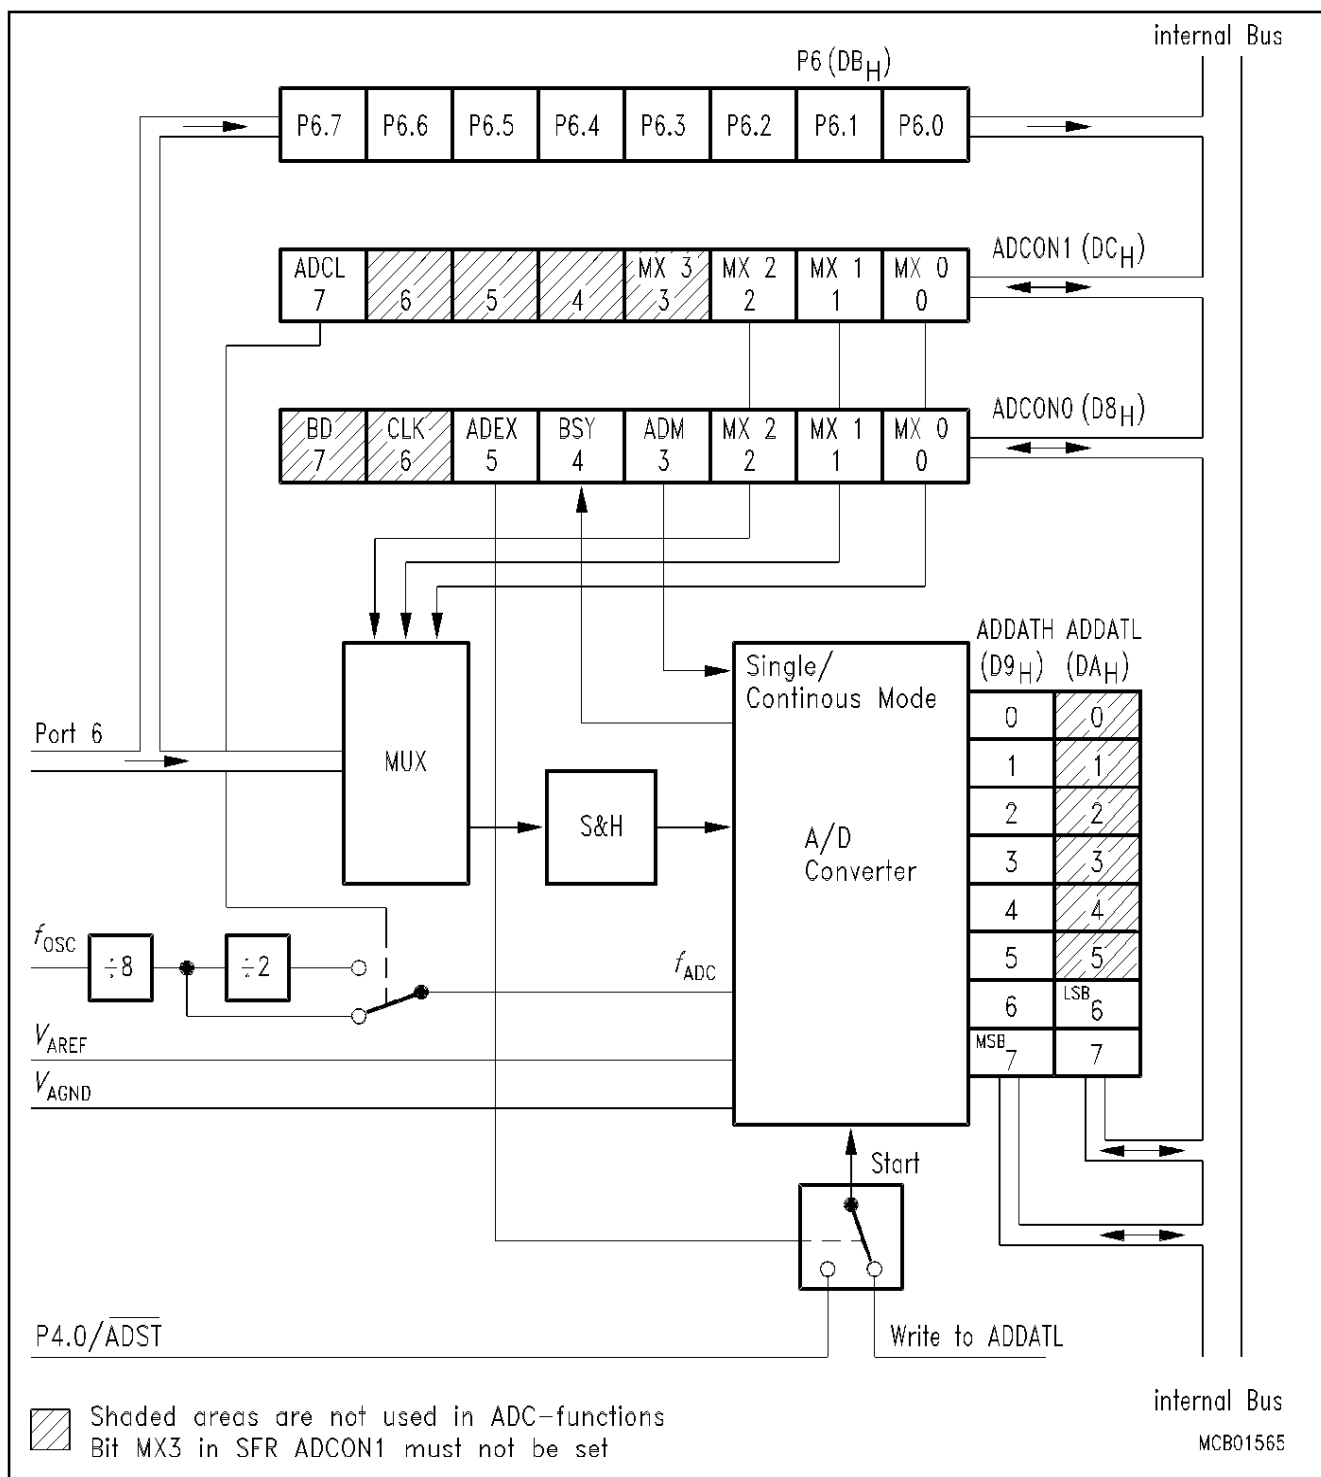 internal Bus
P6 (DBH)
P6.7 P6.6 P6.5 P6.4 P6.3 P6.2 P6.1 P6.0
ADCON1 (DCH)
ADCL MX 3 MX 2 MX 1 MX 0
7 6 5 4 3 2 1 0
ADCON0 (D8H)
BD CLK ADEX BSY ADM MX 2 MX 1 MX 0
7 6 5 4 3 2 1 0
ADDATH ADDATL
(D9H) (DAH)
Single/
Continous Mode
Port 6
MUX
S&H
A/D
Converter
0 0
1 1
2 2
3 3
4 4
5 5
6 LSB 6
MSB 7 7
fOSC
÷8
÷2
fADC
VAREF
VAGND
Start
P4.0/A̅D̅S̅T̅
Write to ADDATL
Shaded areas are not used in ADC-functions
Bit MX3 in SFR ADCON1 must not be set
internal Bus
MCB01565